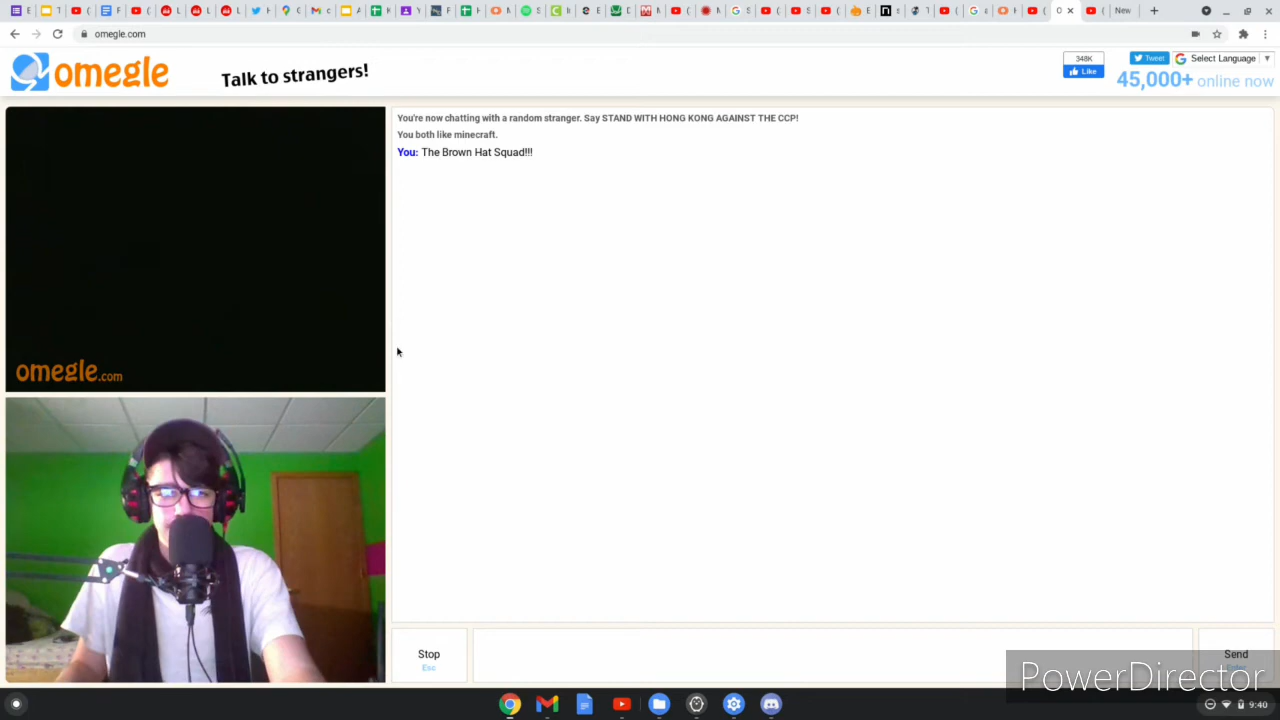 omegle.com
omegle
Talk to strangers!
348K
Like
Tweet
Select Language
45,000+ online now
You're now chatting with a random stranger. Say STAND WITH HONG KONG AGAINST THE CCP!
You both like minecraft.
You: The Brown Hat Squad!!!
omegle.com
Stop
Esc
Send
PowerDirector
9:40